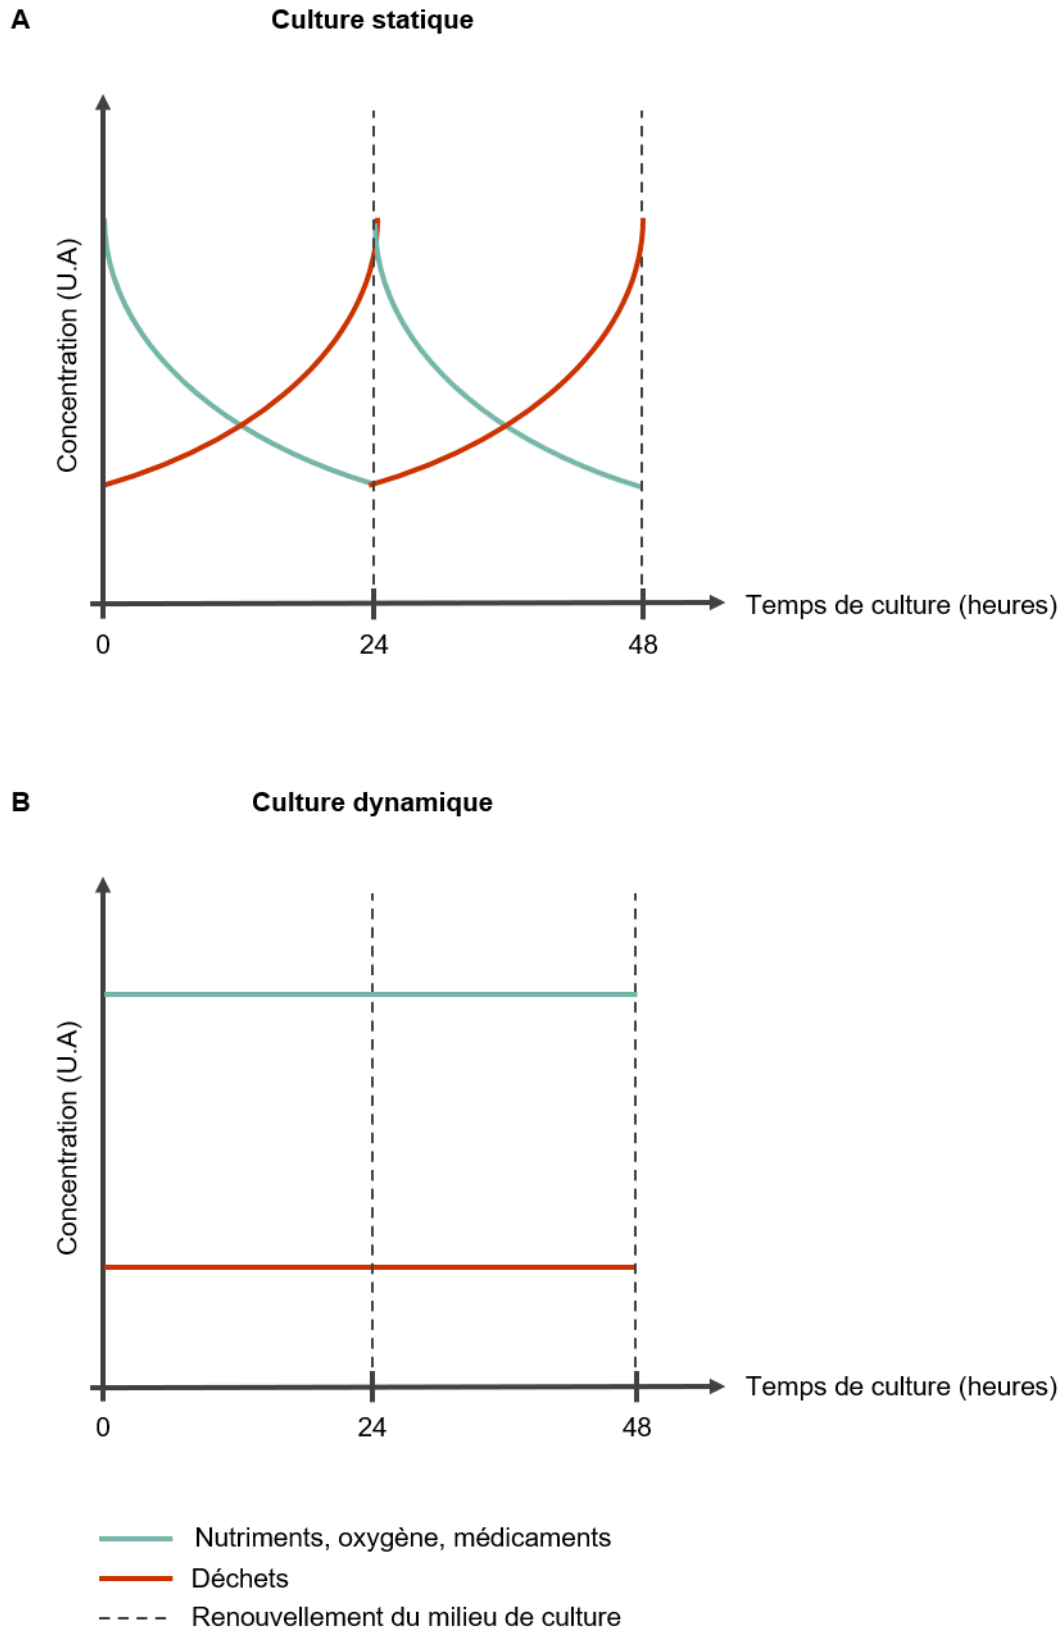 A
Culture statique
Concentration (U.A)
Temps de culture (heures)
0
24
48
B
Culture dynamique
Concentration (U.A)
Temps de culture (heures)
0
24
48
Nutriments, oxygène, médicaments
Déchets
Renouvellement du milieu de culture